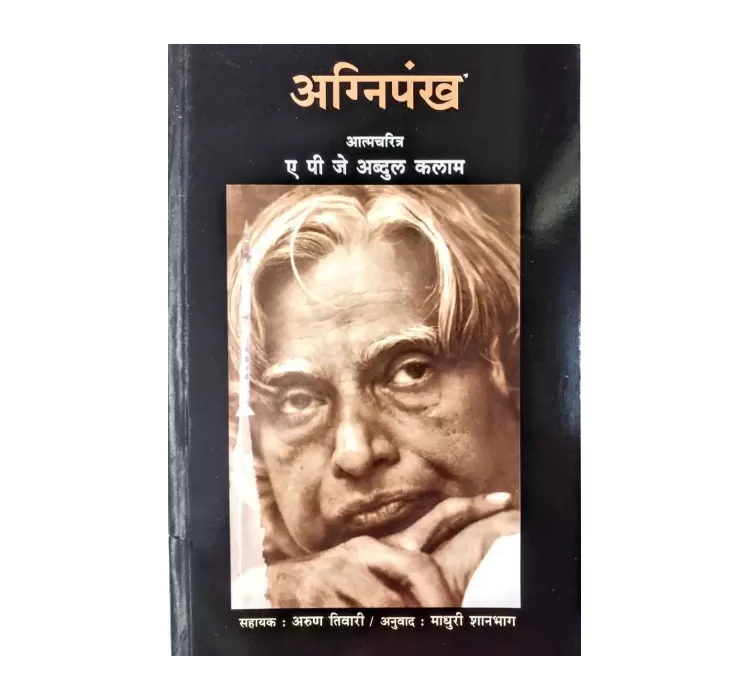 अग्निपंख
आत्मचरित्र
ए पी जे अब्दुल कलाम
सहायक : अरुण तिवारी / अनुवाद : माधुरी शानभाग